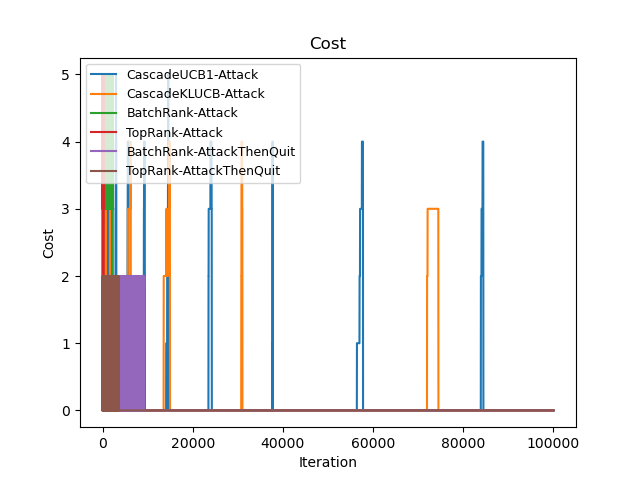 Cost
5
4
3
2
1
0
Cost
CascadeUCB1-Attack
CascadeKLUCB-Attack
BatchRank-Attack
TopRank-Attack
BatchRank-AttackThenQuit
TopRank-AttackThenQuit
0 20000 40000 60000 80000 100000
Iteration